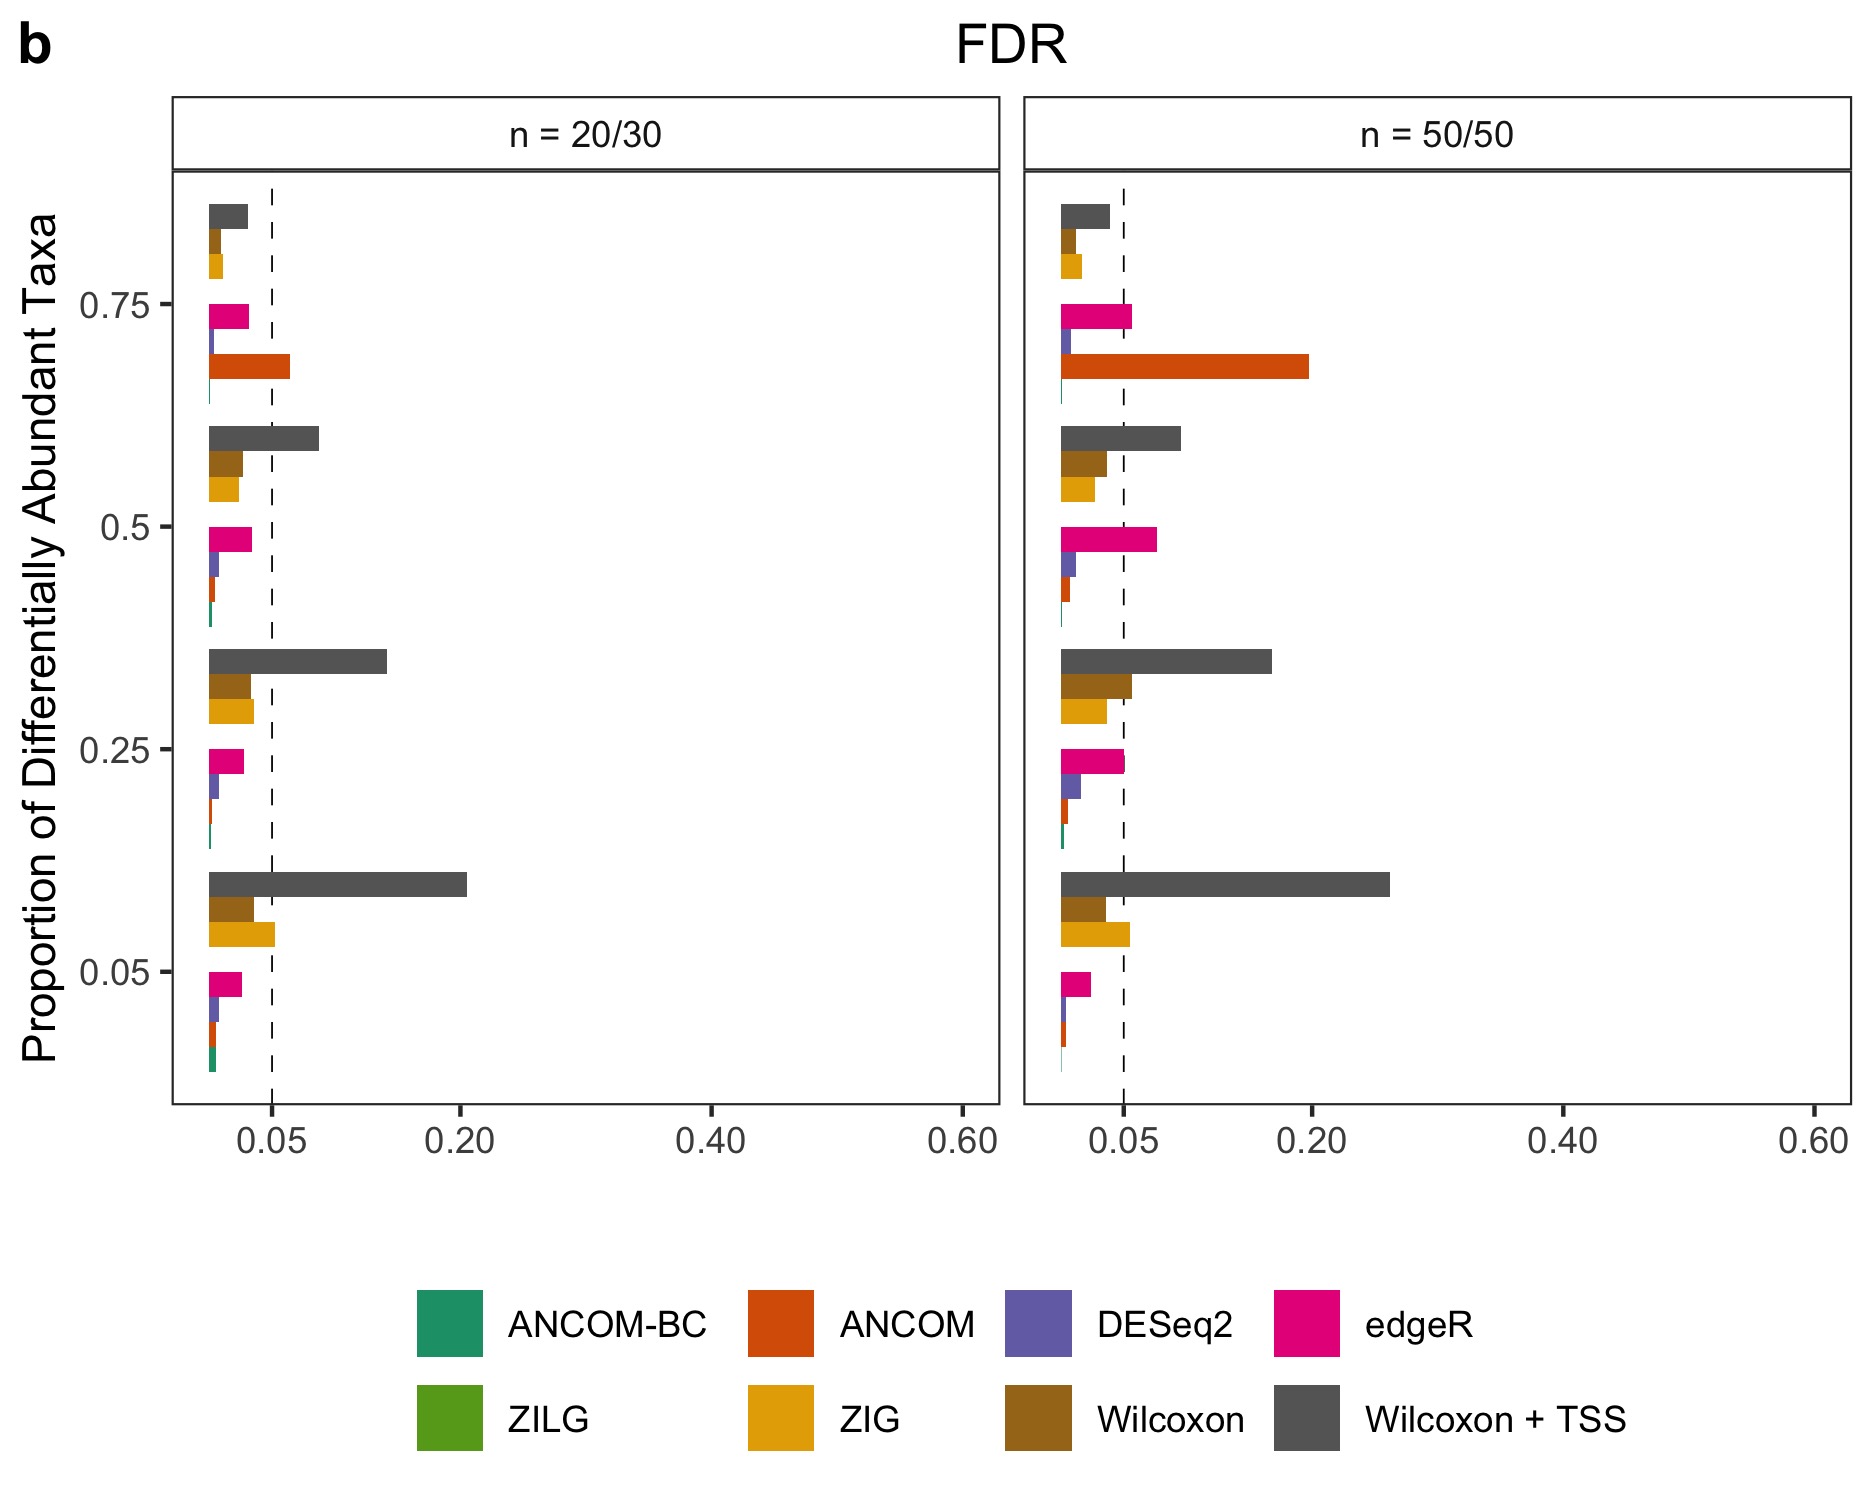 b
FDR
n = 20/30
n = 50/50
Proportion of Differentially Abundant Taxa
0.75
0.5
0.25
0.05
0.05 0.20 0.40 0.60
0.05 0.20 0.40 0.60
ANCOM-BC ANCOM DESeq2 edgeR
ZILG ZIG Wilcoxon Wilcoxon + TSS